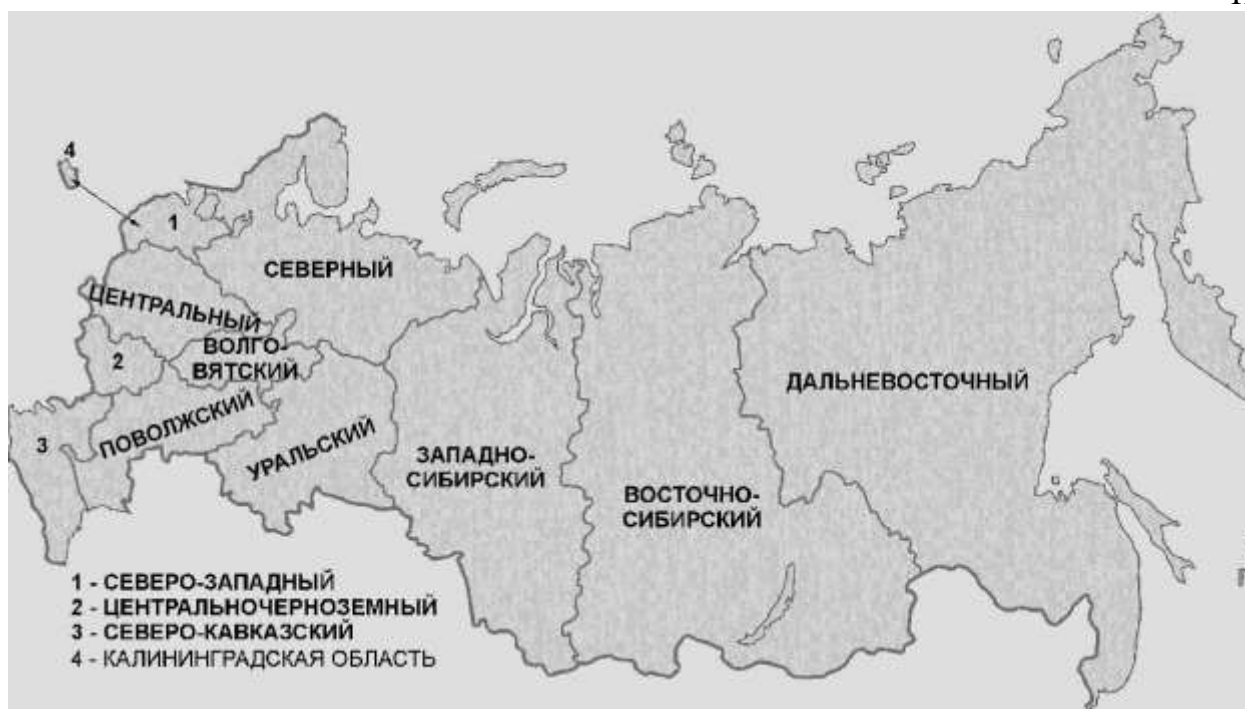 4
1
СЕВЕРНЫЙ
ЦЕНТРАЛЬНЫЙ
ВОЛГО-
ВЯТСКИЙ
2
ДАЛЬНЕВОСТОЧНЫЙ
ПОВОЛЖСКИЙ
3
УРАЛЬСКИЙ
ЗАПАДНО-
СИБИРСКИЙ
ВОСТОЧНО-
СИБИРСКИЙ
1 - СЕВЕРО-ЗАПАДНЫЙ
2 - ЦЕНТРАЛЬНОЧЕРНОЗЕМНЫЙ
3 - СЕВЕРО-КАВКАЗСКИЙ
4 - КАЛИНИНГРАДСКАЯ ОБЛАСТЬ